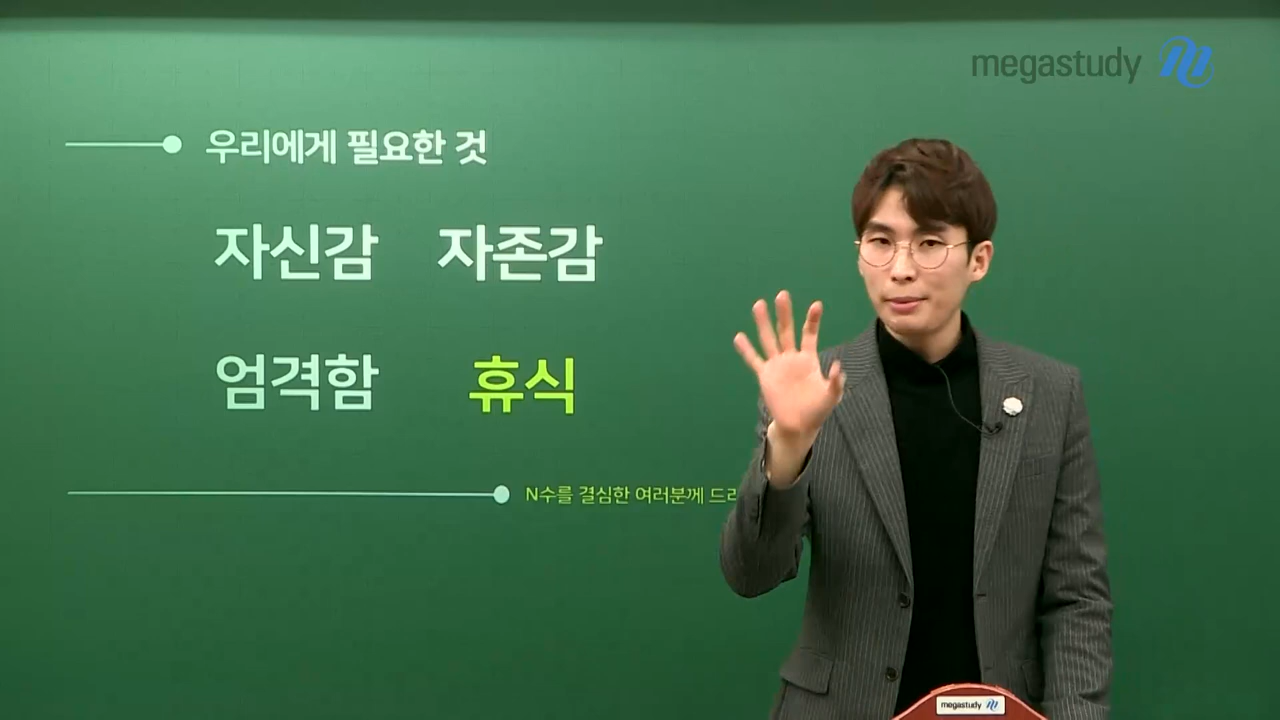 megastudy
우리에게 필요한 것
자신감 자존감
엄격함 휴식
N수를 결심한 여러분께
megastudy